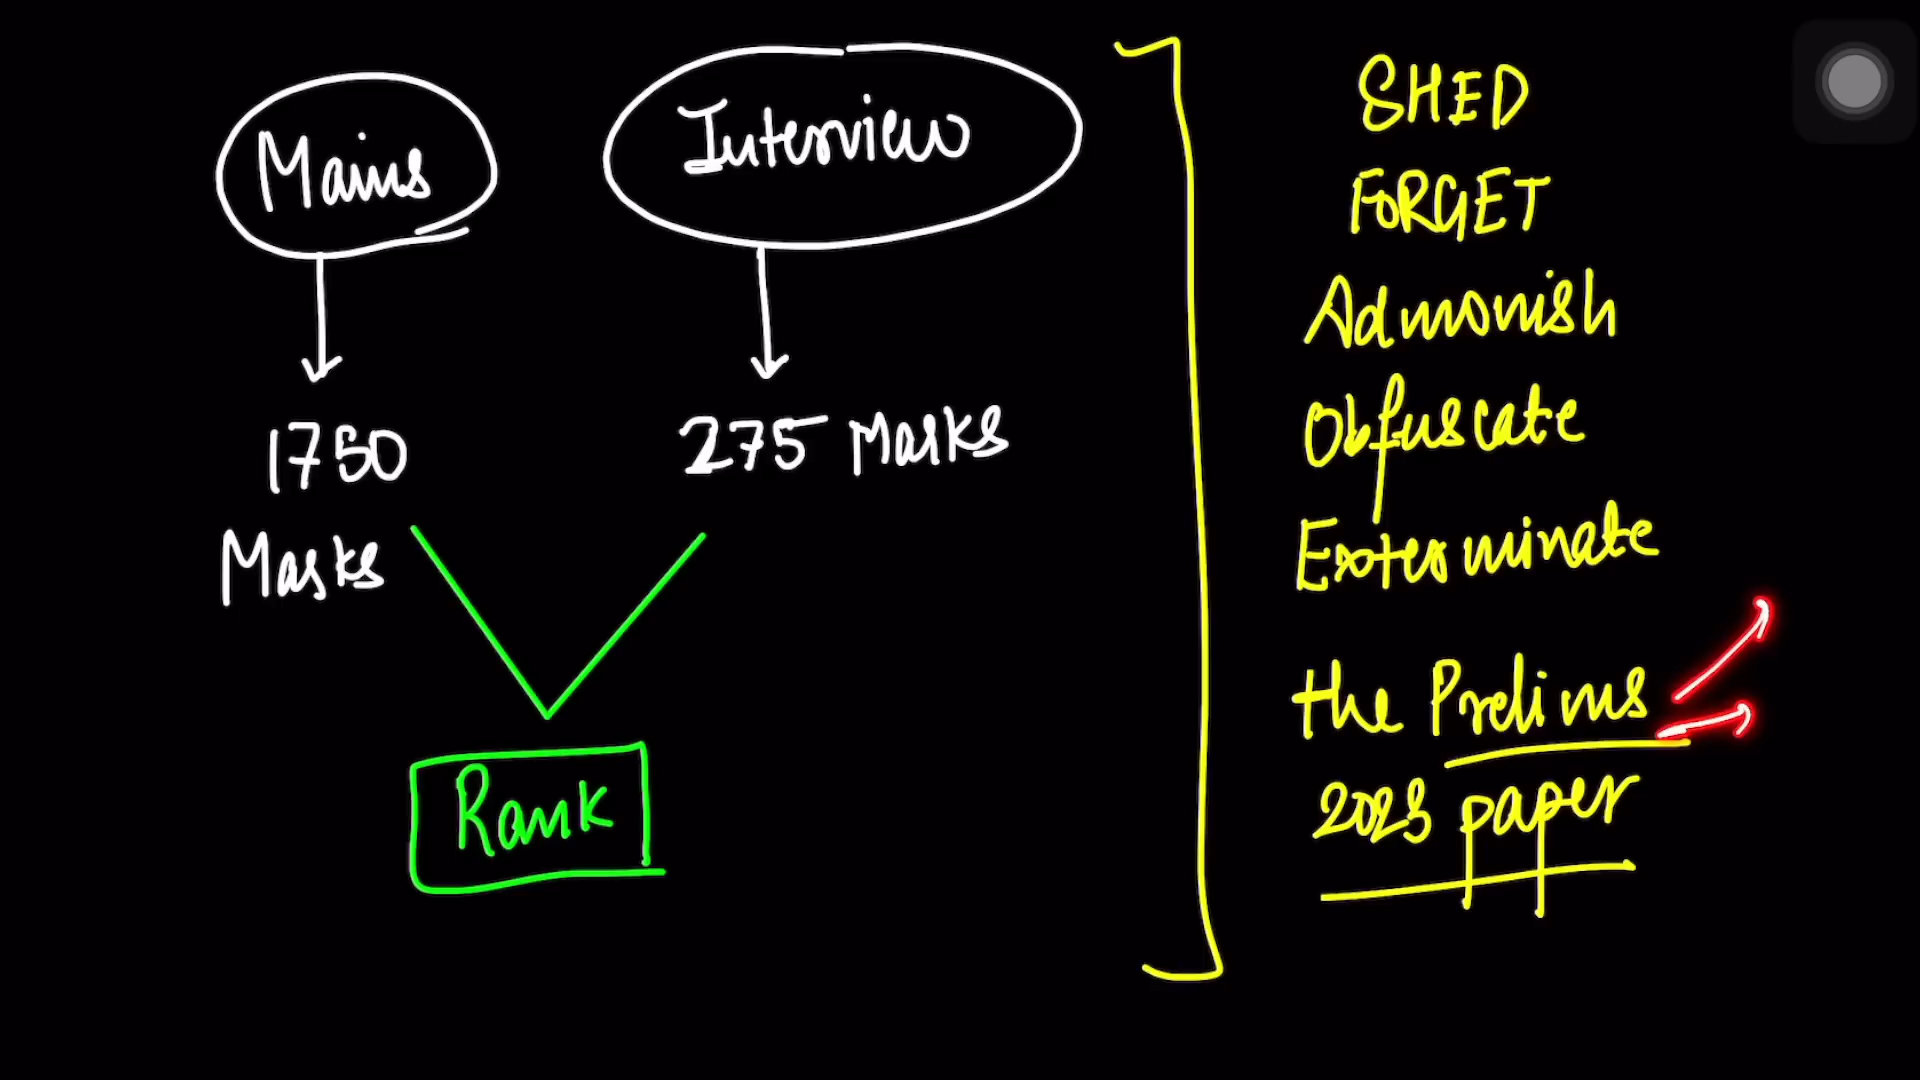 Mains
Interview
1750
Marks
275 Marks
Rank
SHED
FORGET
Admonish
Obfuscate
Exterminate
the Prelims
2023 paper